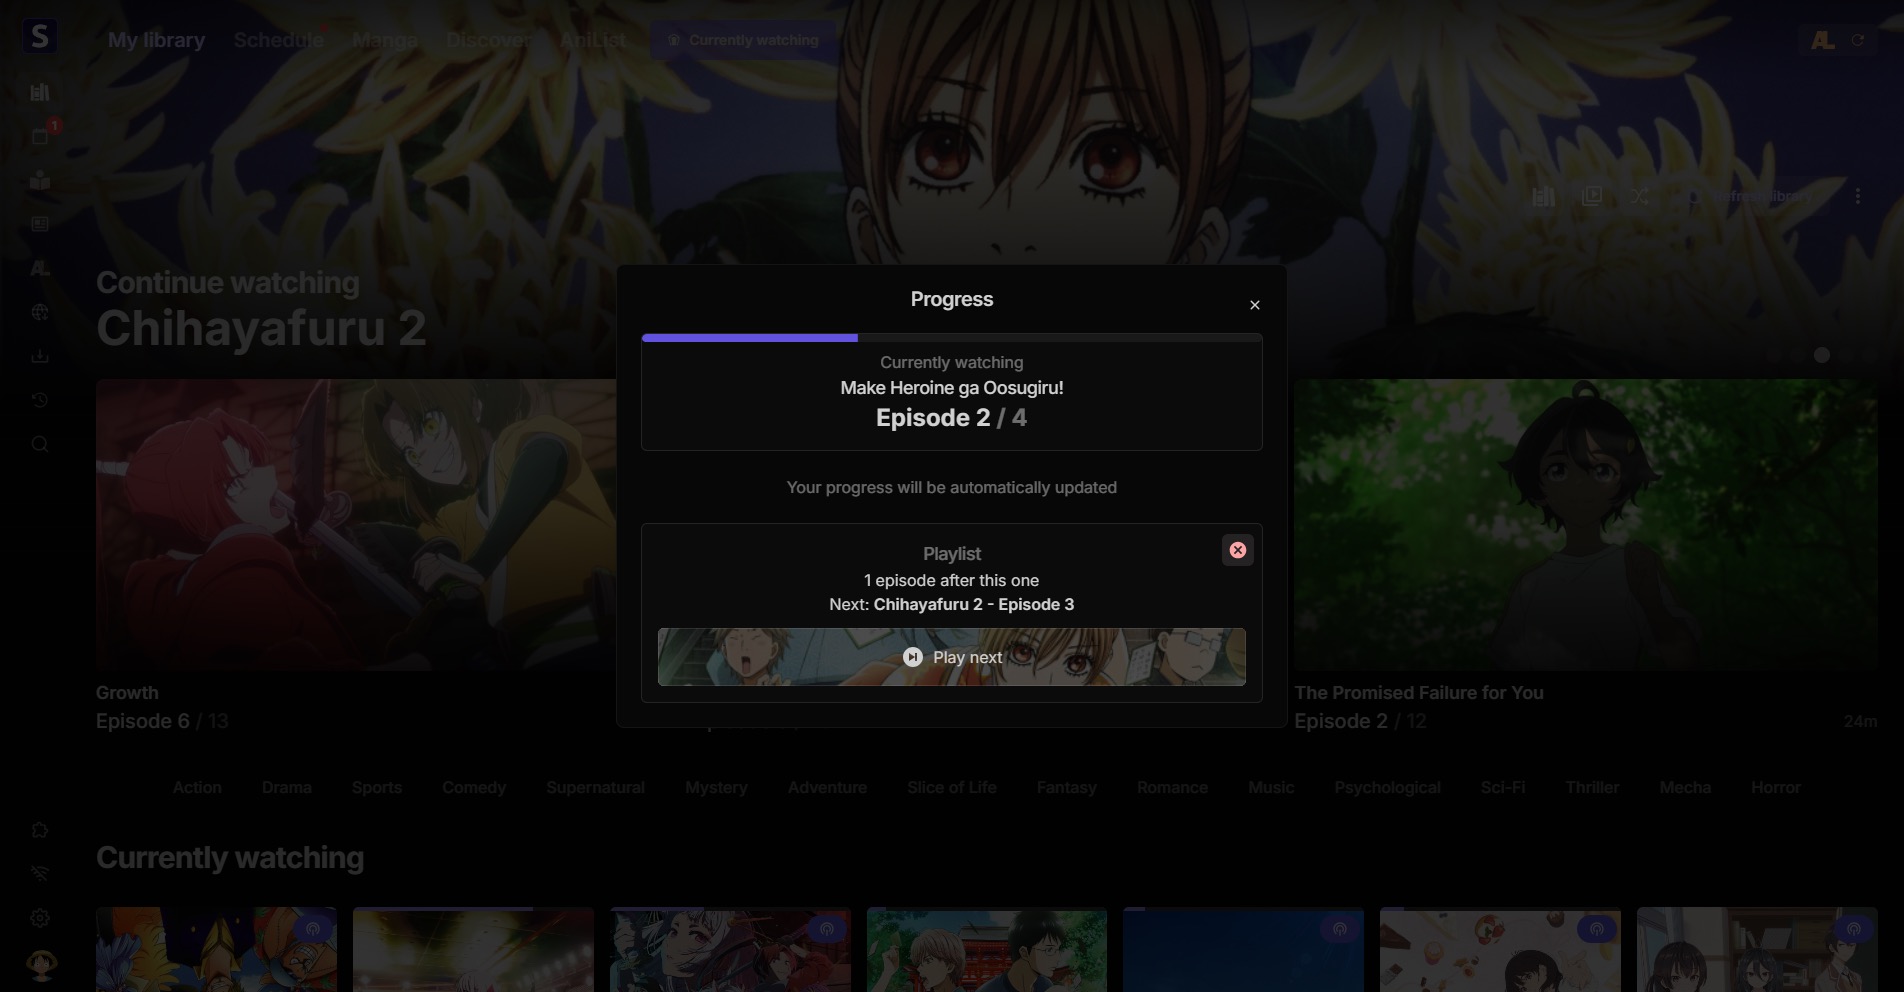 S
My library
Schedule
Manga
Discover
AniList
Currently watching
AL
1
Refresh library
AL
Continue watching
Chihayafuru 2
Progress
Currently watching
Make Heroine ga Oosugiru!
Episode 2 / 4
Your progress will be automatically updated
Playlist
1 episode after this one
Next: Chihayafuru 2 - Episode 3
Play next
Growth
Episode 6 / 13
The Promised Failure for You
Episode 2 / 12
24m
Action
Drama
Sports
Comedy
Supernatural
Mystery
Adventure
Slice of Life
Fantasy
Romance
Music
Psychological
Sci-Fi
Thriller
Mecha
Horror
Currently watching